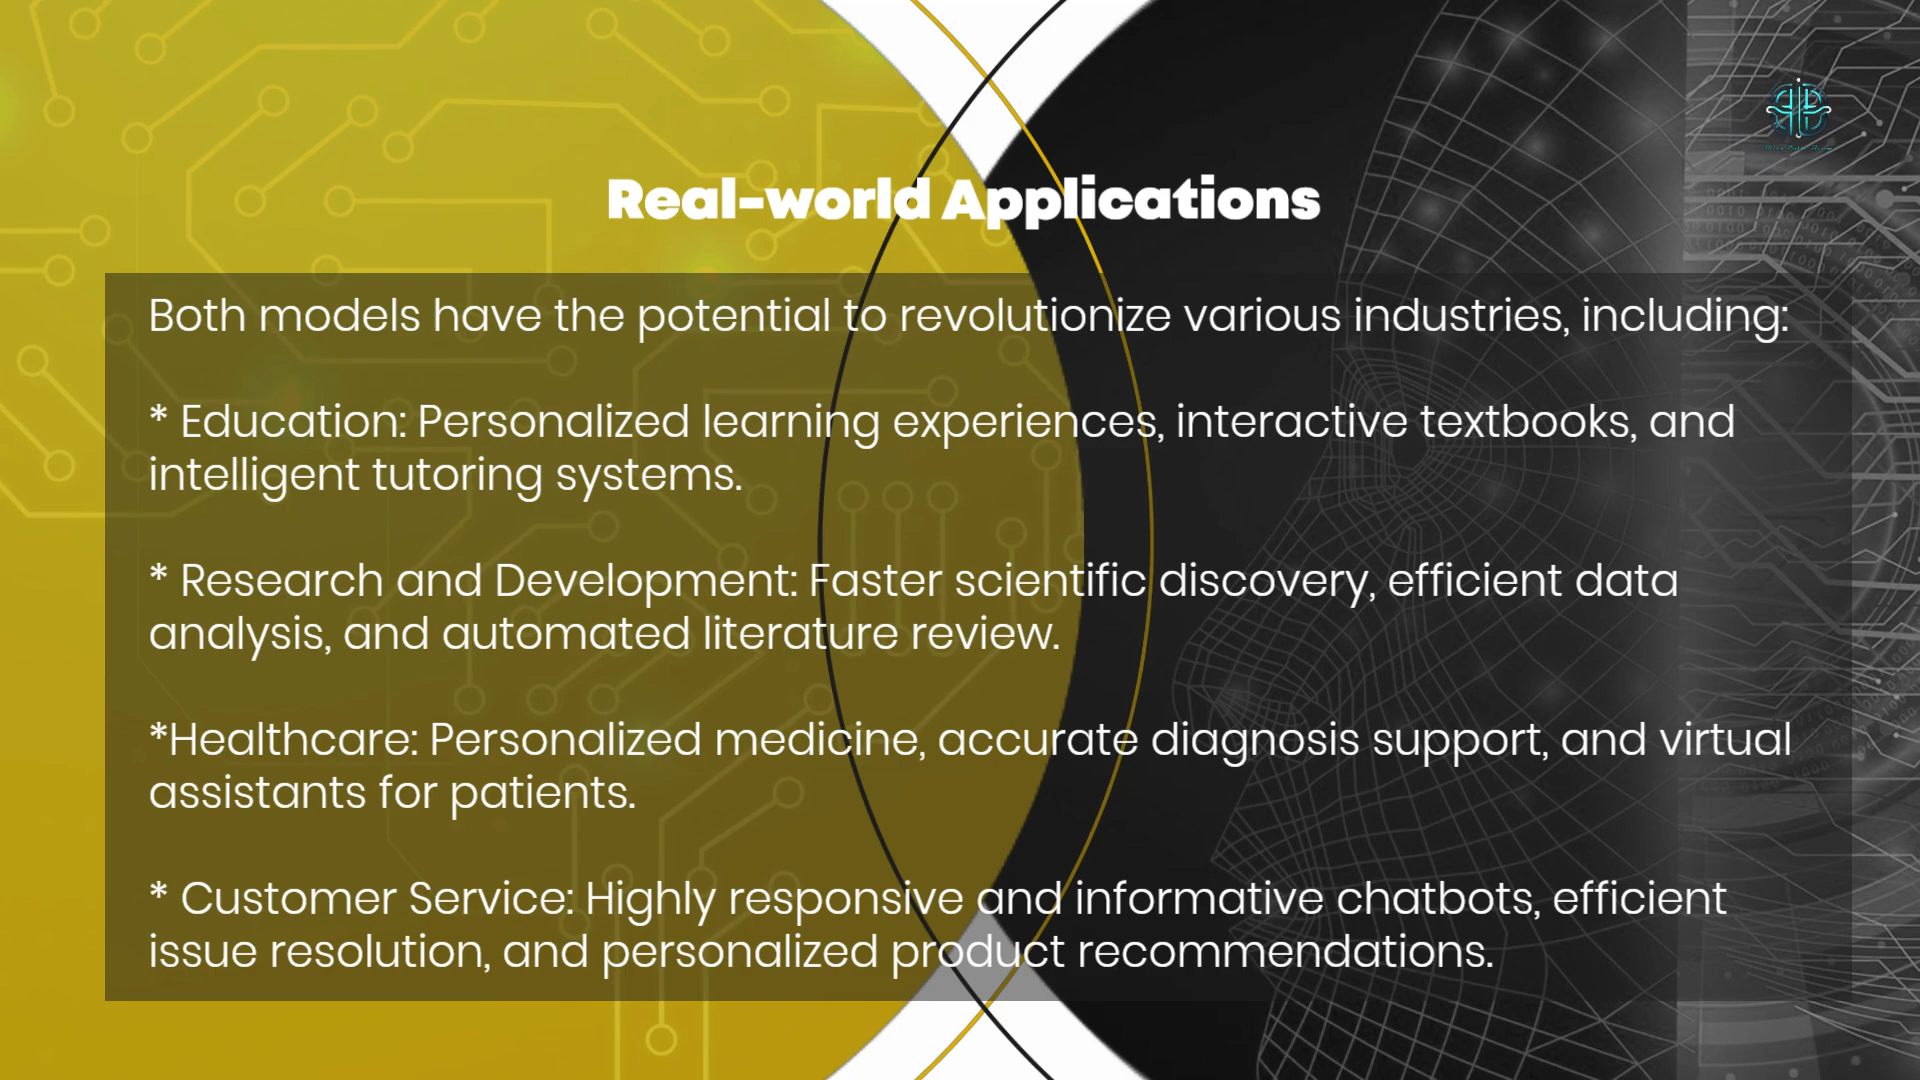 Real-world Applications
Both models have the potential to revolutionize various industries, including:
* Education: Personalized learning experiences, interactive textbooks, and
intelligent tutoring systems.
* Research and Development: Faster scientific discovery, efficient data
analysis, and automated literature review.
*Healthcare: Personalized medicine, accurate diagnosis support, and virtual
assistants for patients.
* Customer Service: Highly responsive and informative chatbots, efficient
issue resolution, and personalized product recommendations.